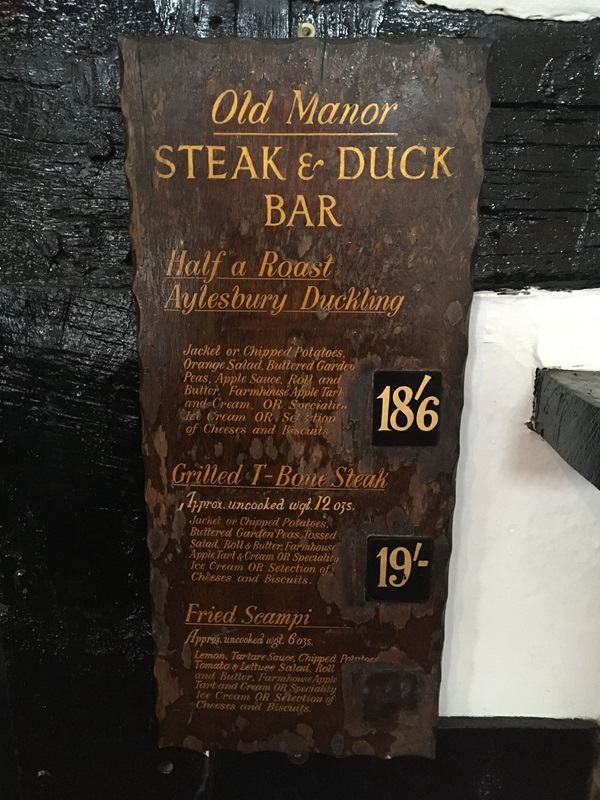 Old Manor
STEAK & DUCK
BAR
Half a Roast
Aylesbury Duckling
Jacket or Chipped Potatoes,
Orange Salad, Buttered Garden
Peas, Apple Sauce, Roll and
Butter, Farmhouse Apple Tart
and Cream, OR Speciality
Ice Cream OR Selection
of Cheeses and Biscuits
18'6
Grilled T-Bone Steak
Approx. uncooked wgt. 12 ozs.
Jacket or Chipped Potatoes,
Buttered Garden Peas, Tossed
Salad, Roll & Butter, Farmhouse
Apple Tart & Cream OR Speciality
Ice Cream OR Selection of
Cheeses and Biscuits.
19'-
Fried Scampi
Approx. uncooked wgt. 6 ozs.
Lemon, Tartare Sauce, Chipped Potatoes
Tomato & Lettuce Salad, Roll
and Butter, Farmhouse Apple
Tart and Cream OR Speciality
Ice Cream OR Selection of
Cheeses and Biscuits.